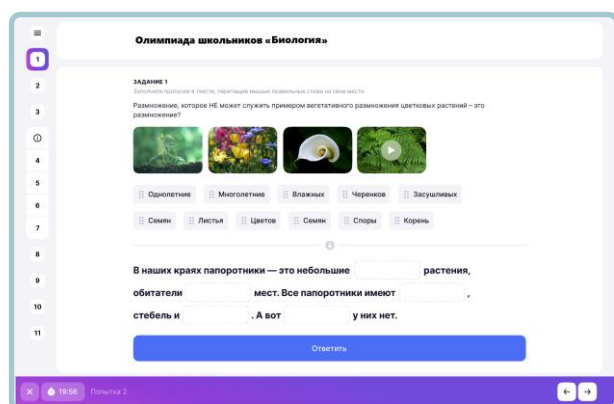 Олимпиада школьников «Биология»
1
2
3
4
5
6
7
8
9
10
11
ЗАДАНИЕ 1
Заполните пропуски в тексте, перетащив мышью правильные слова на свои места
Размножение, которое НЕ может служить примером вегетативного размножения цветковых растений – это
размножение?
Однолетние Многолетние Влажных Черенков Засушливых
Семян Листья Цветов Семян Споры Корень
В наших краях папоротники — это небольшие растения,
обитатели мест. Все папоротники имеют ,
стебель и . А вот у них нет.
Ответить
19:56 Попытка 2